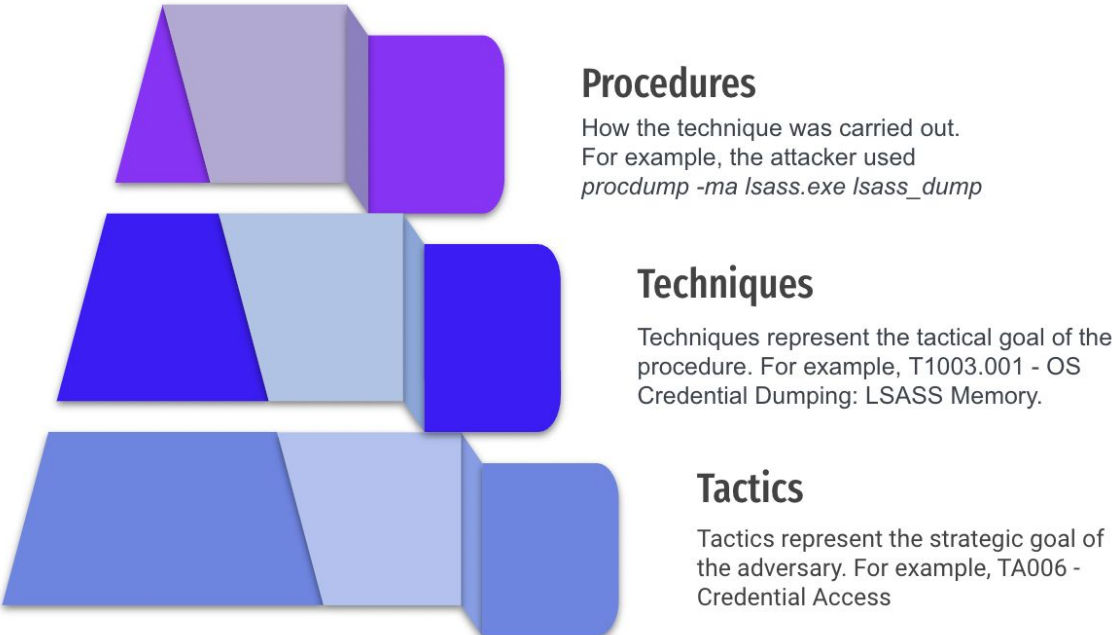 Procedures
How the technique was carried out.
For example, the attacker used
procdump -ma lsass.exe lsass_dump
Techniques
Techniques represent the tactical goal of the
procedure. For example, T1003.001 - OS
Credential Dumping: LSASS Memory.
Tactics
Tactics represent the strategic goal of
the adversary. For example, TA006 -
Credential Access